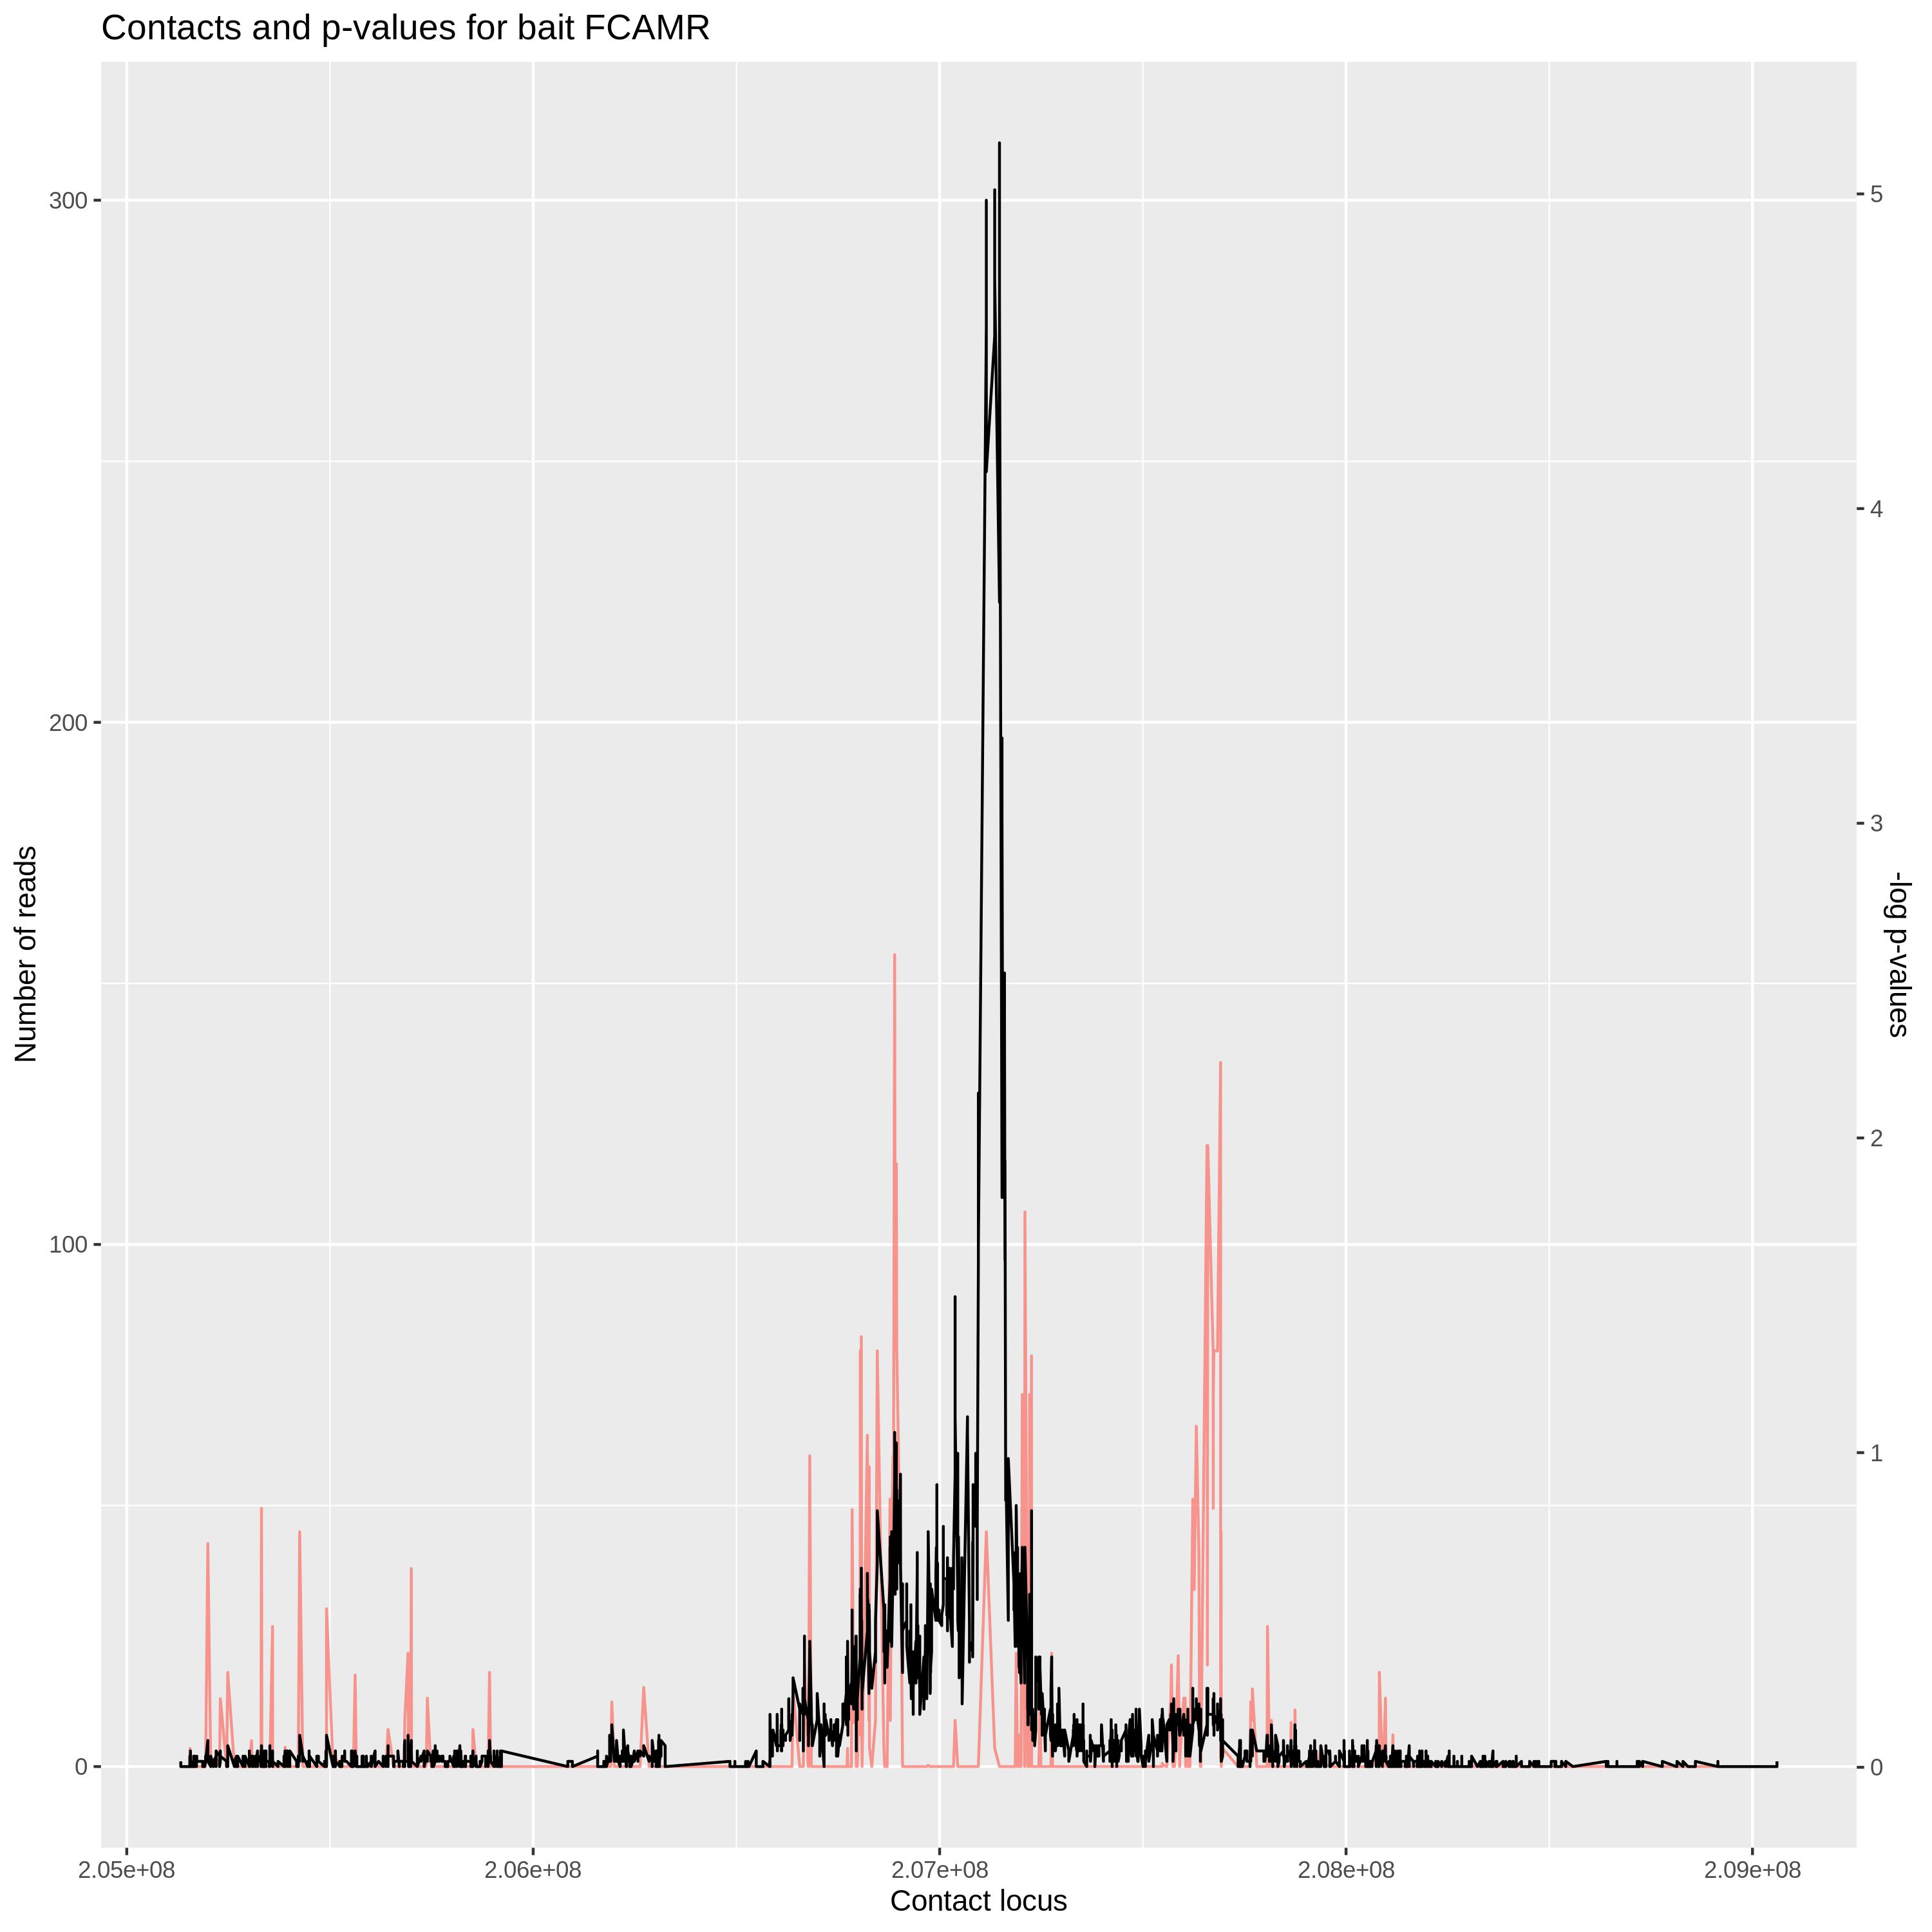 Contacts and p-values for bait FCAMR
300
200
100
0
Number of reads
5
4
3
2
1
0
-log p-values
2.05e+08
2.06e+08
2.07e+08
2.08e+08
2.09e+08
Contact locus